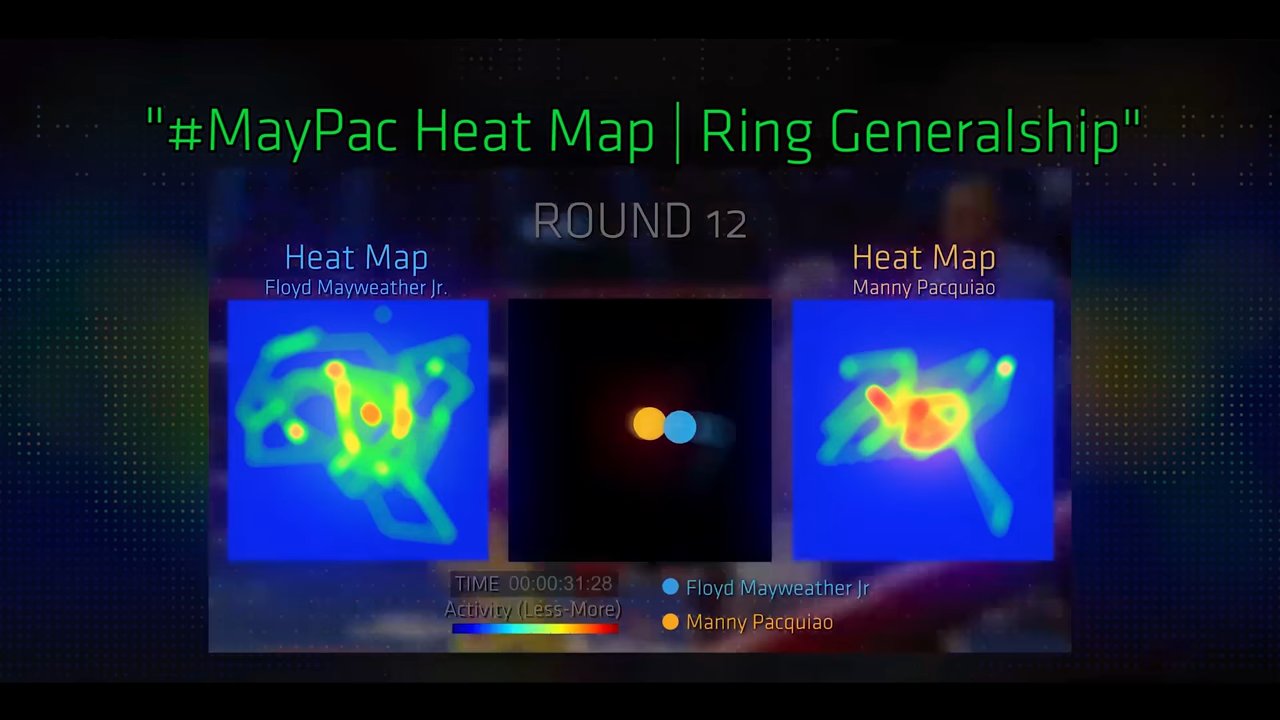 "#MayPac Heat Map | Ring Generalship"
ROUND 12
Heat Map
Floyd Mayweather Jr.
Heat Map
Manny Pacquiao
TIME 00:00:31:28
Activity (Less-More)
Floyd Mayweather Jr
Manny Pacquiao